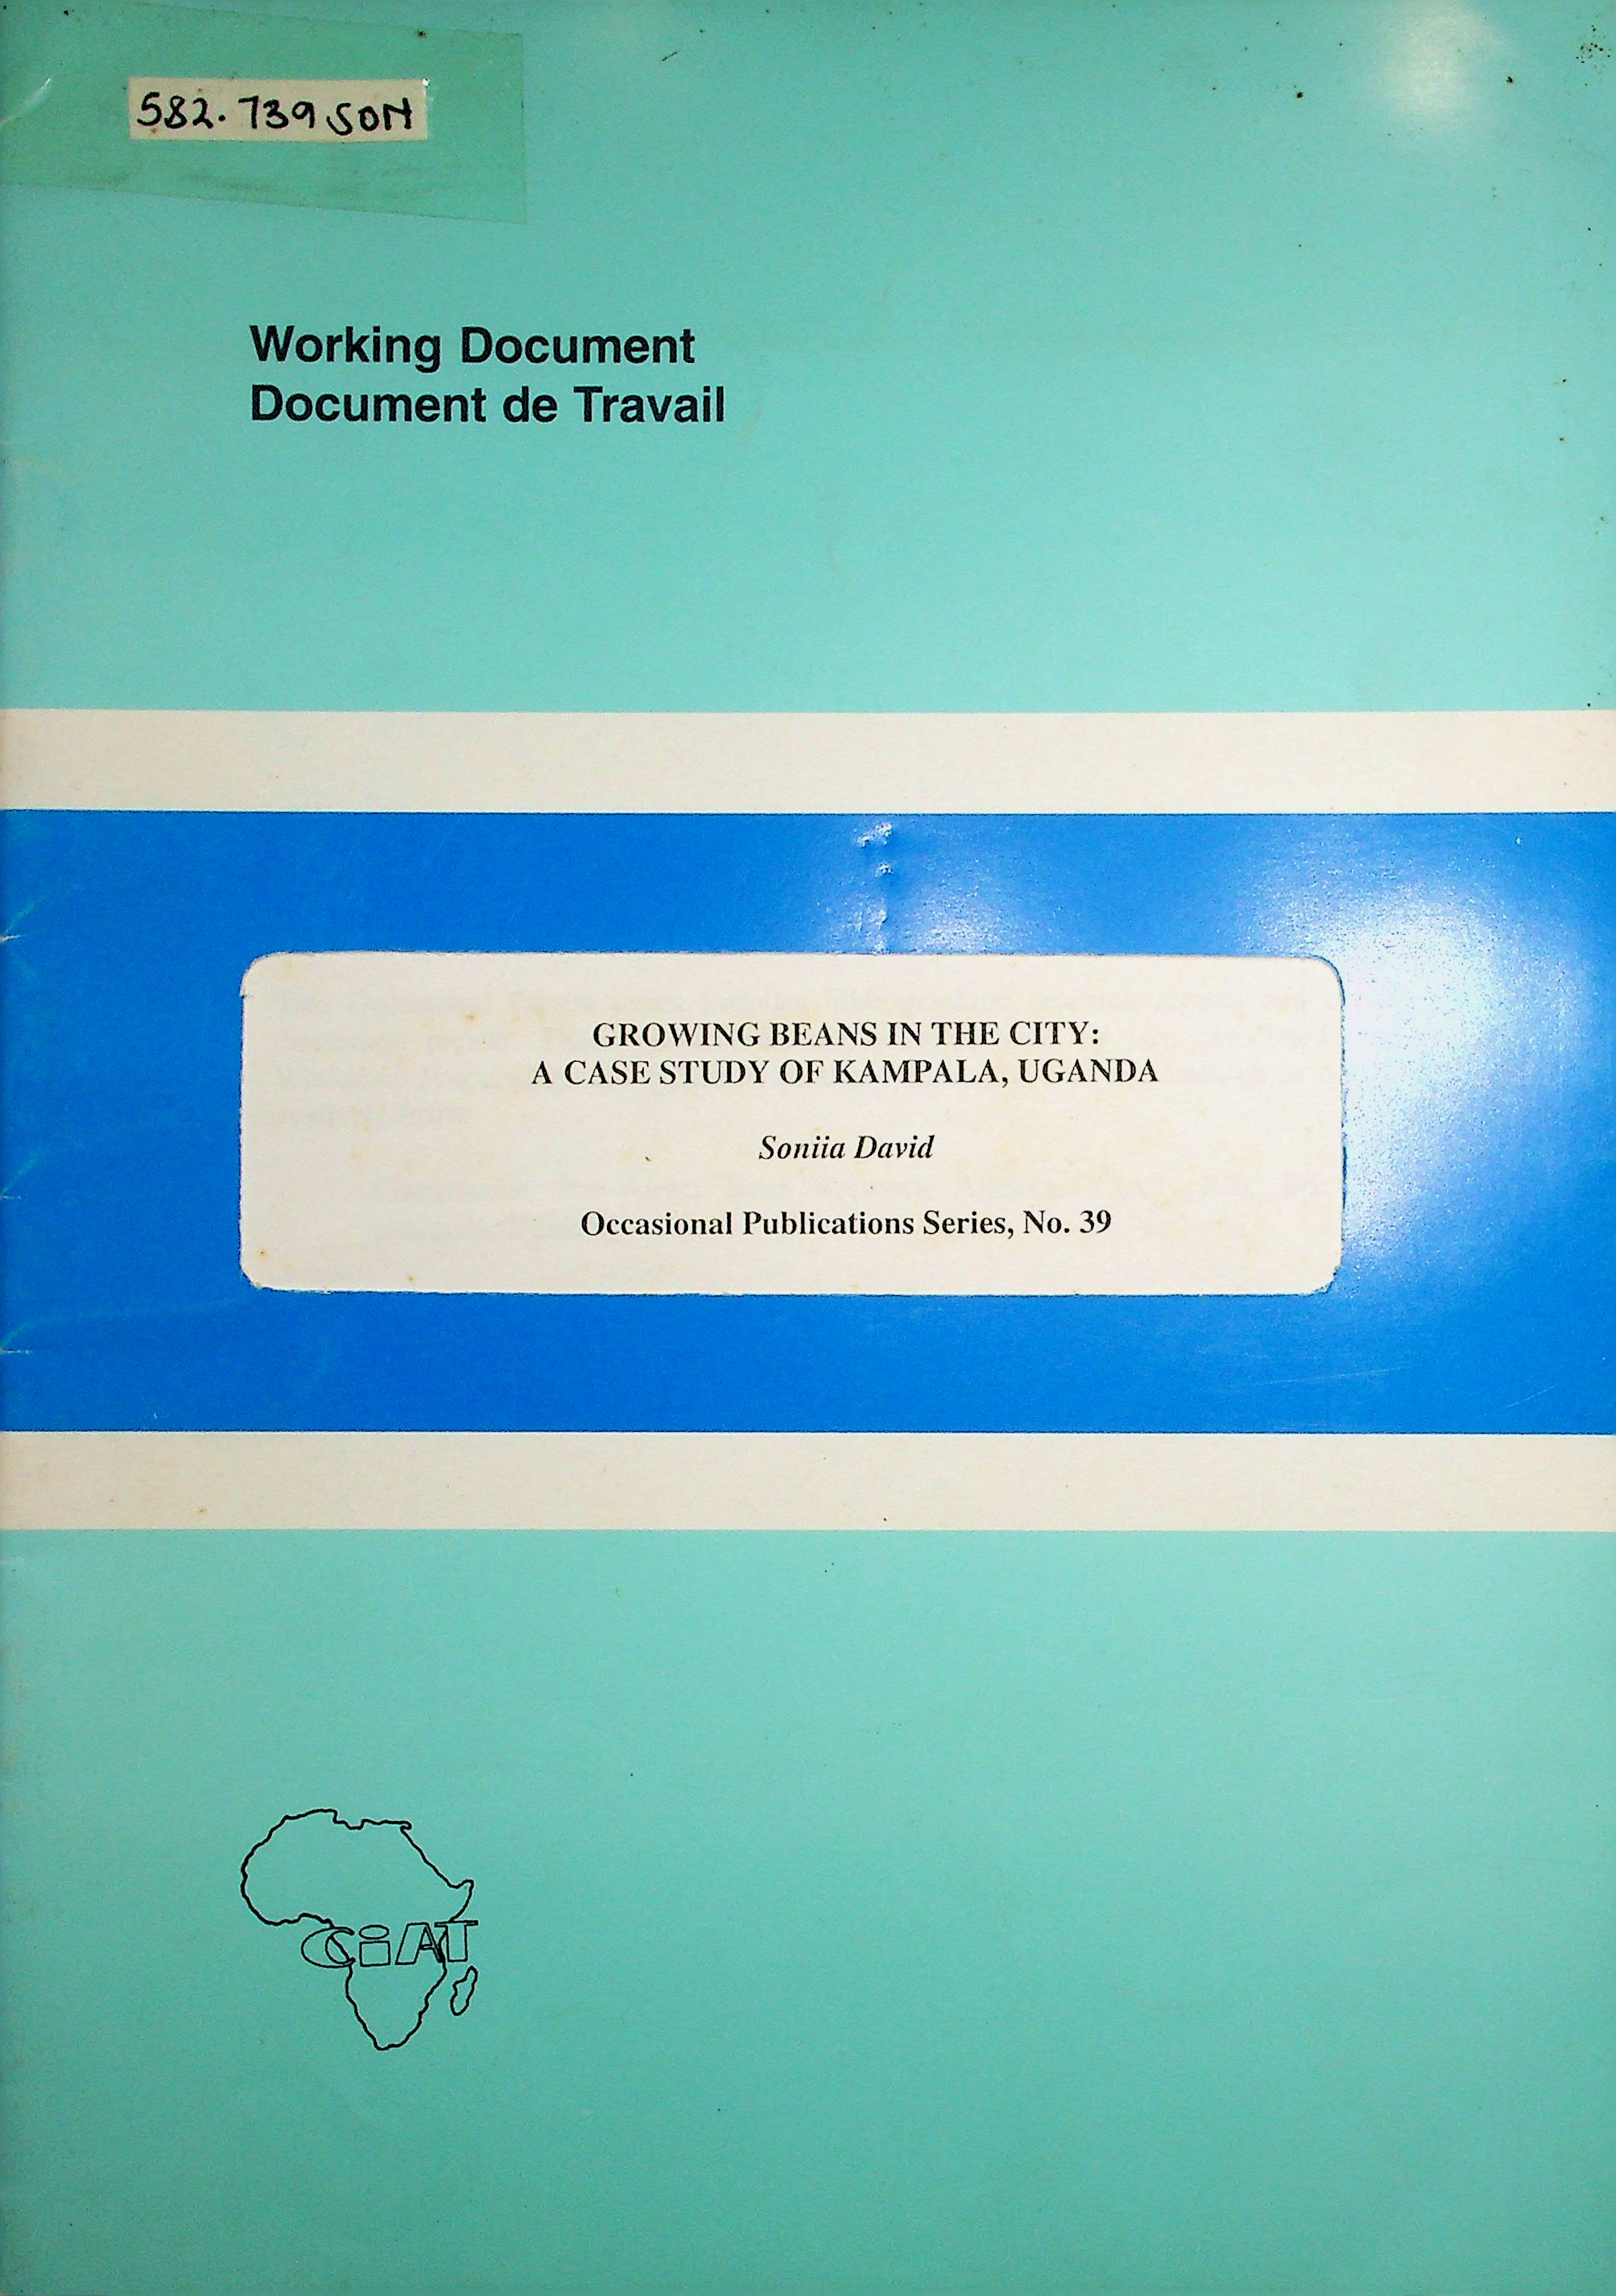 582.739 SON
Working Document
Document de Travail
GROWING BEANS IN THE CITY:
A CASE STUDY OF KAMPALA, UGANDA
Soniia David
Occasional Publications Series, No. 39
CiAT